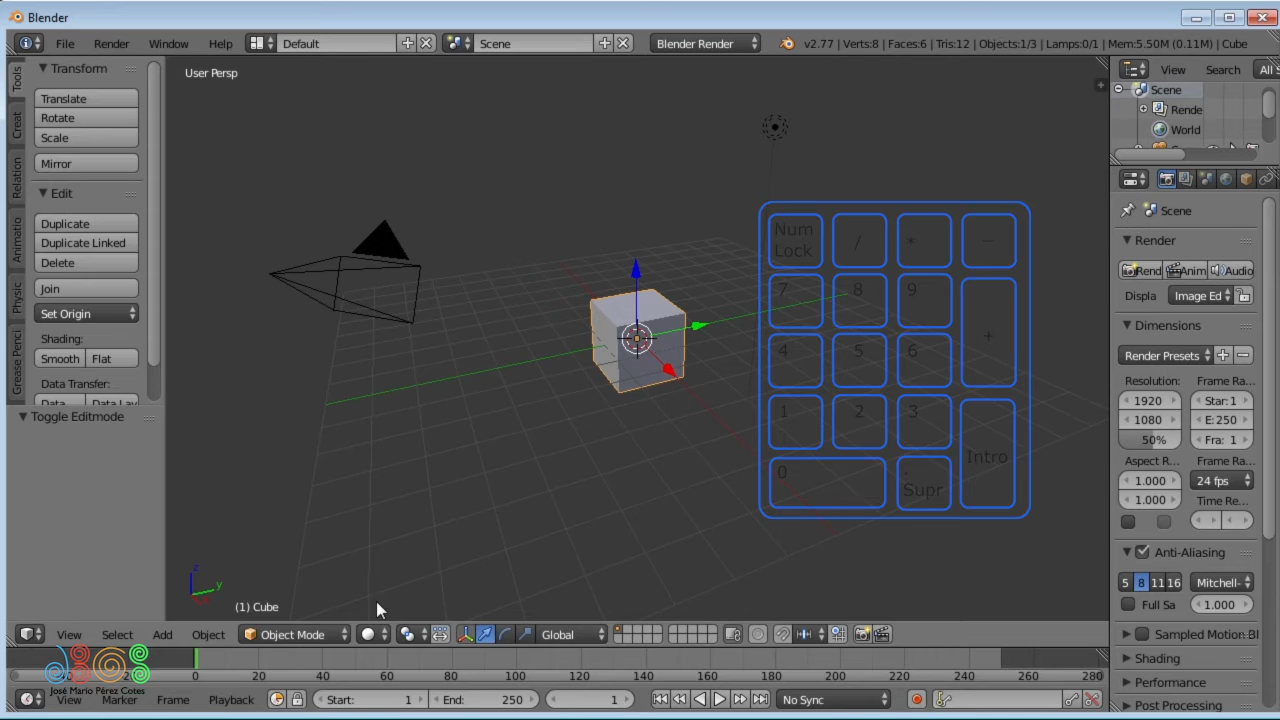 Blender
File Render Window Help Default Scene Blender Render v2.77 | Verts:8 | Faces:6 | Tris:12 | Objects:1/3 | Lamps:0/1 | Mem:5.50M (0.11M) | Cube
Tools
Creat
Relation
Animatio
Physic
Grease Penci
Transform
Translate
Rotate
Scale
Mirror
Edit
Duplicate
Duplicate Linked
Delete
Join
Set Origin
Shading:
Smooth Flat
Data Transfer:
Data Data Lay
Toggle Editmode
User Persp
Num / * -
Lock
7 8 9
+
4 5 6
1 2 3
Intro
0 .
Supr
z
y
(1) Cube
View Select Add Object Object Mode Global
0 20 40 60 80 100 120 140 160 180 200 220 240 260 280
José Mario Pérez Cotes
View Marker Frame Playback Start: 1 End: 250 1 No Sync
View Search All S
Scene
Rende
World
Scene
Render
Rend Anim Audio
Displa Image Ed
Dimensions
Render Presets
Resolution: Frame Ra...
1920 Star: 1
1080 E: 250
50% Fra: 1
Aspect R... Frame Ra...
1.000 24 fps
1.000 Time Re...
Anti-Aliasing
5 8 11 16 Mitchell-
Full Sa 1.000
Sampled Motion Bl
Shading
Performance
Post Processing